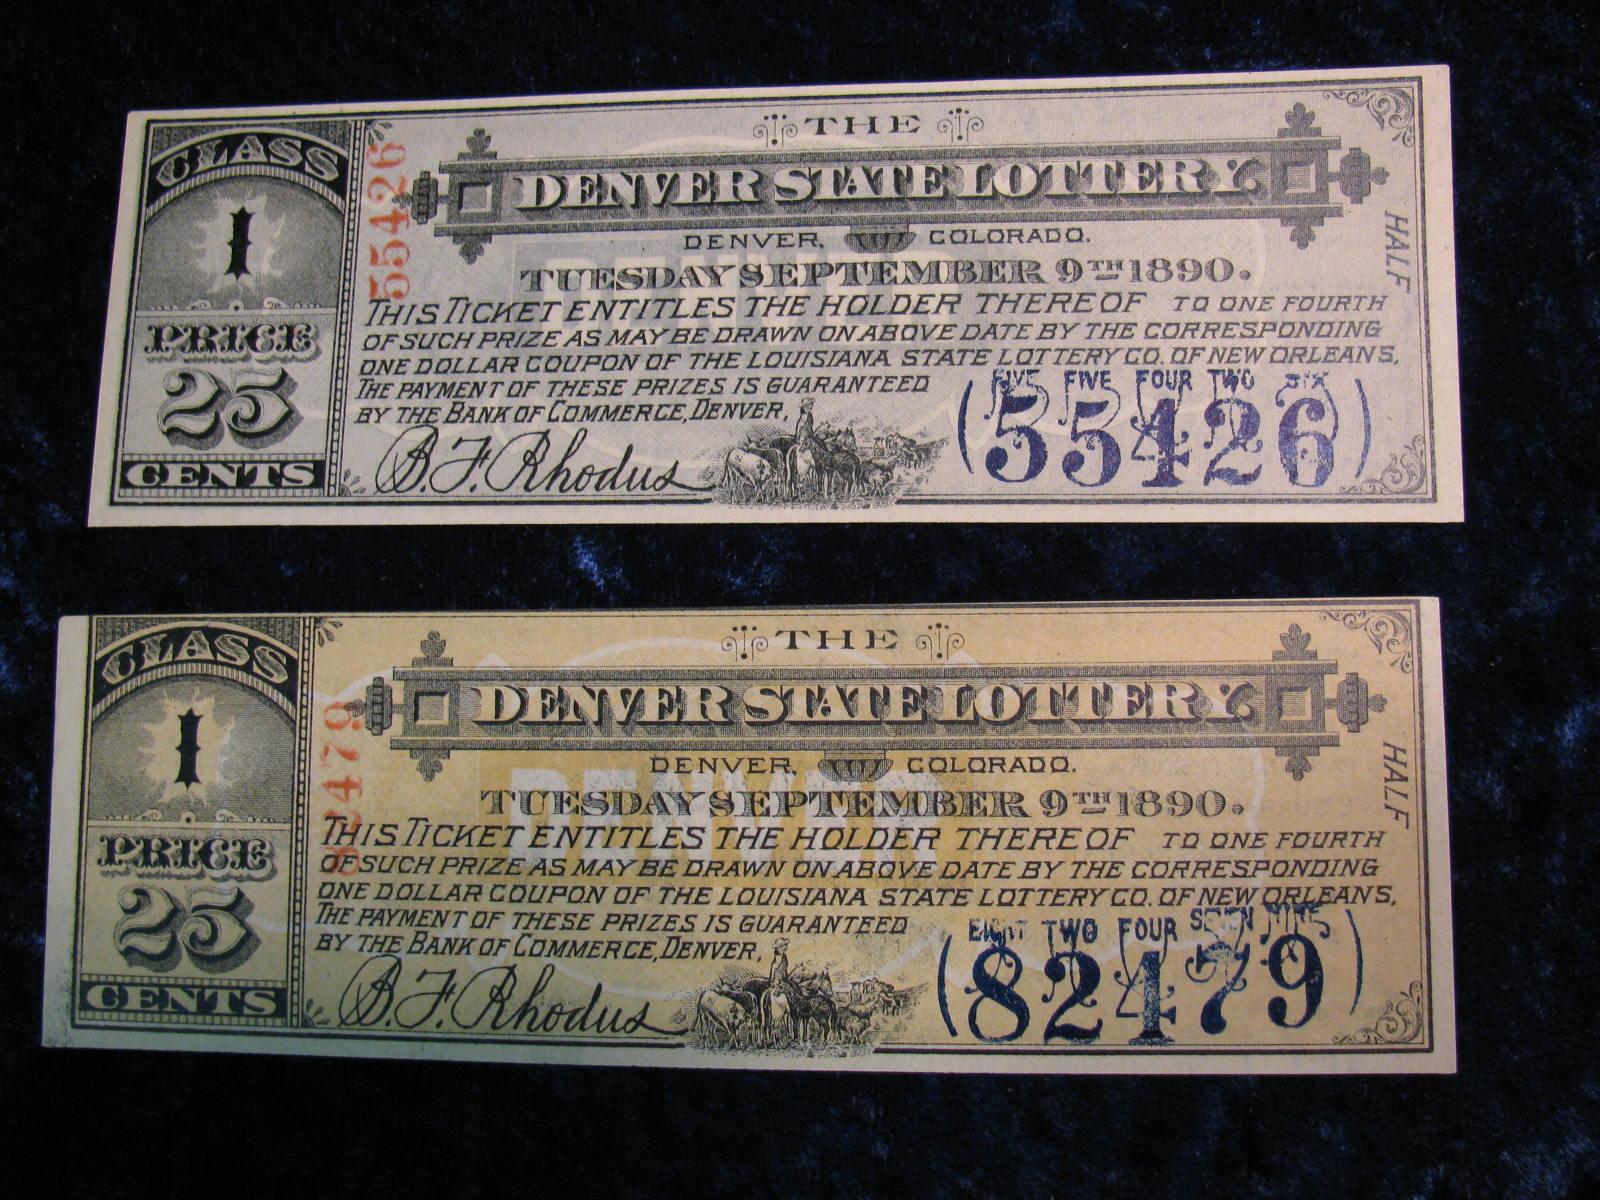 CLASS
1
PRICE
25
CENTS
55426
THE
DENVER STATE LOTTERY.
DENVER, COLORADO.
TUESDAY SEPTEMBER 9TH 1890.
THIS TICKET ENTITLES THE HOLDER THEREOF TO ONE FOURTH
OF SUCH PRIZE AS MAY BE DRAWN ON ABOVE DATE BY THE CORRESPONDING
ONE DOLLAR COUPON OF THE LOUISIANA STATE LOTTERY CO. OF NEW ORLEANS,
THE PAYMENT OF THESE PRIZES IS GUARANTEED
BY THE BANK OF COMMERCE, DENVER,
B. F. Rhodus
FIVE FIVE FOUR TWO SIX
(55426)
HALF
DENVER
CLASS
1
PRICE
25
CENTS
82479
THE
DENVER STATE LOTTERY.
DENVER, COLORADO.
TUESDAY SEPTEMBER 9TH 1890.
THIS TICKET ENTITLES THE HOLDER THEREOF TO ONE FOURTH
OF SUCH PRIZE AS MAY BE DRAWN ON ABOVE DATE BY THE CORRESPONDING
ONE DOLLAR COUPON OF THE LOUISIANA STATE LOTTERY CO. OF NEW ORLEANS,
THE PAYMENT OF THESE PRIZES IS GUARANTEED
BY THE BANK OF COMMERCE, DENVER,
B. F. Rhodus
EIGHT TWO FOUR SEVEN NINE
(82479)
HALF
DENVER